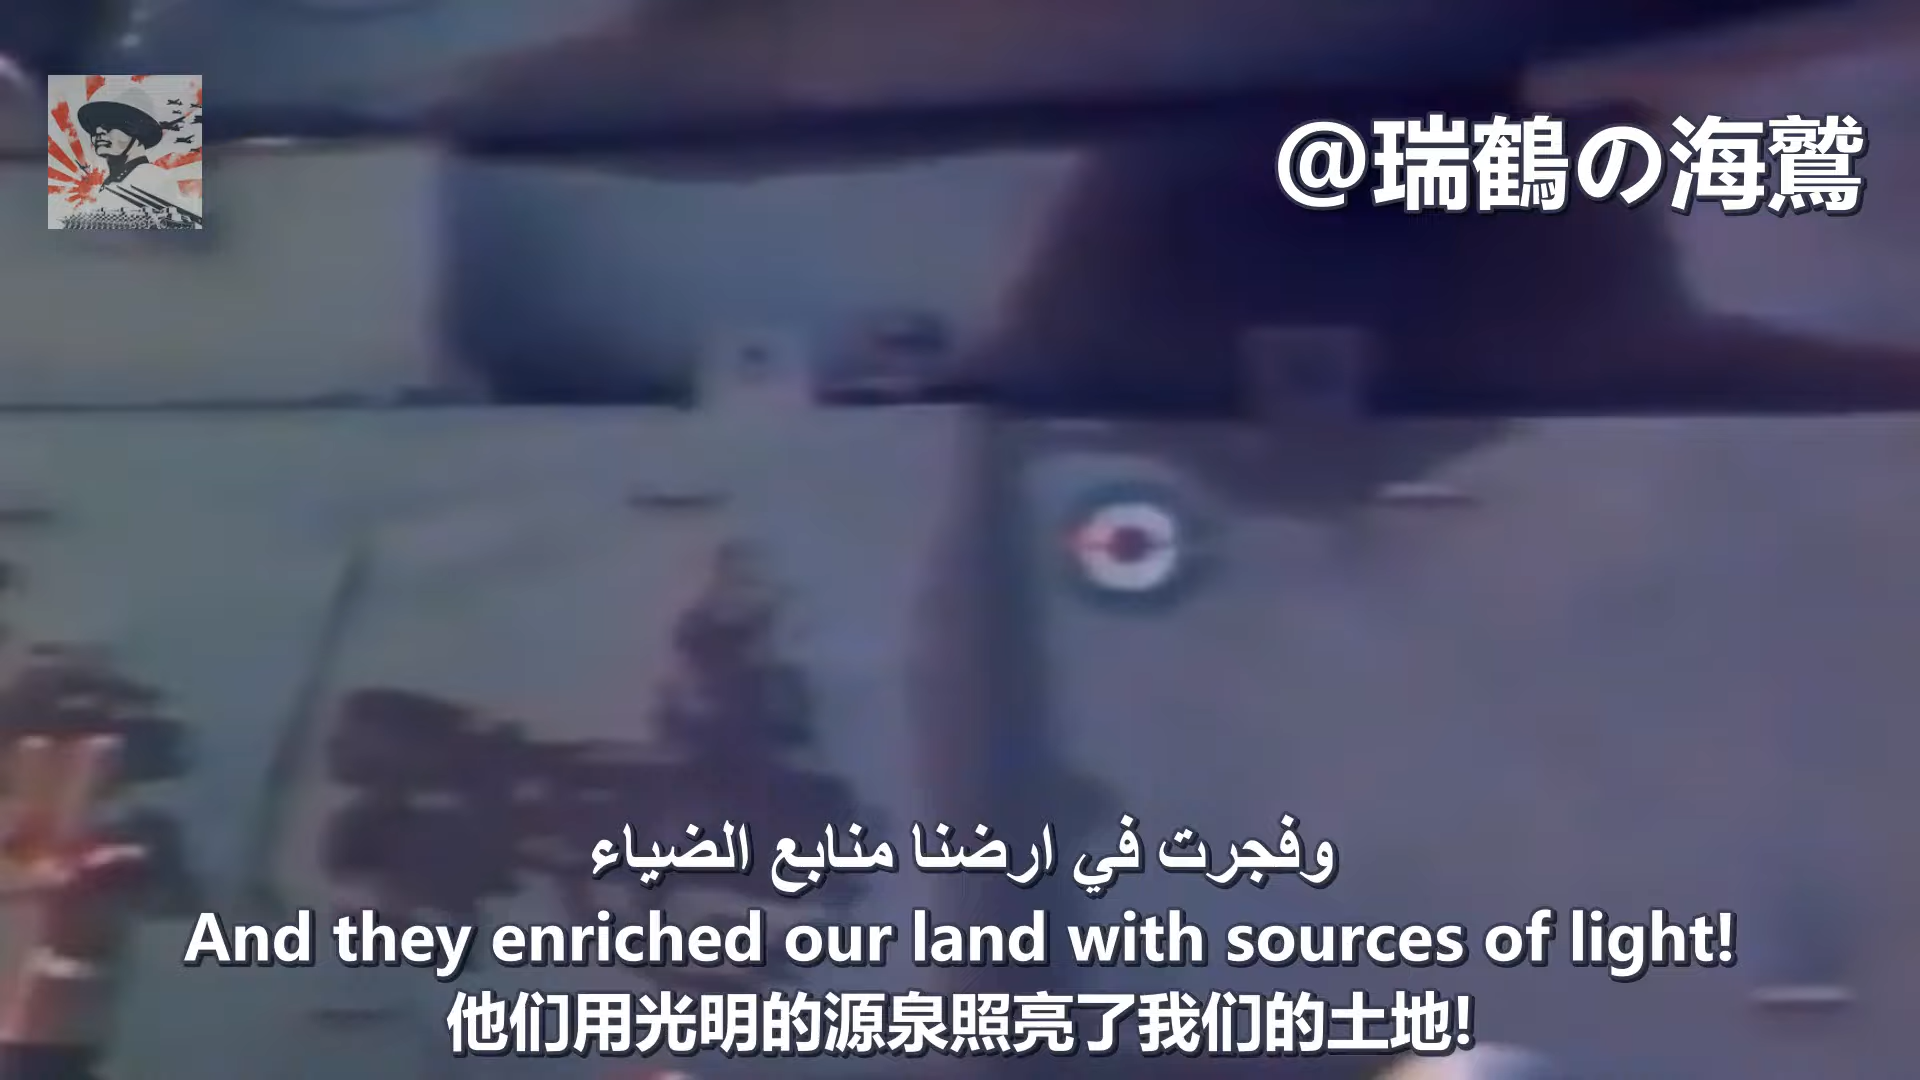 @瑞鶴の海鷲
وفجرت في ارضنا منابع الضياء
And they enriched our land with sources of light!
他们用光明的源泉照亮了我们的土地!